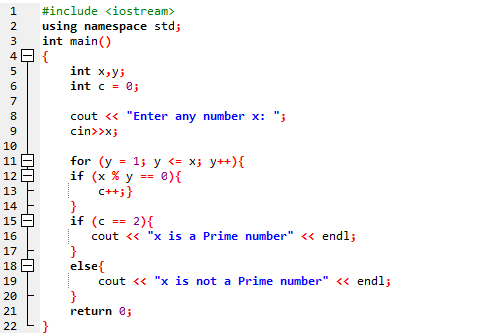 1 #include <iostream>
2 using namespace std;
3 int main()
4 {
5 int x,y;
6 int c = 0;
7
8 cout << "Enter any number x: ";
9 cin>>x;
10
11 for (y = 1; y <= x; y++){
12 if (x % y == 0){
13 c++;}
14 }
15 if (c == 2){
16 cout << "x is a Prime number" << endl;
17 }
18 else{
19 cout << "x is not a Prime number" << endl;
20 }
21 return 0;
22 }